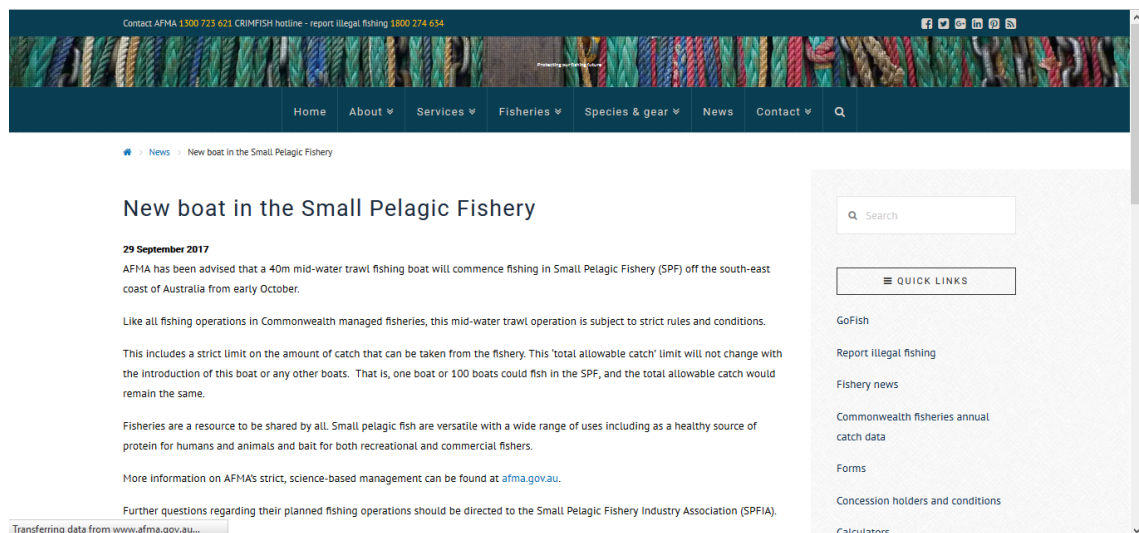 Contact AFMA 1300 723 621 CRIMFISH hotline - report illegal fishing 1800 274 634
Protecting our fishing future
Home About Services Fisheries Species & gear News Contact
News New boat in the Small Pelagic Fishery
New boat in the Small Pelagic Fishery
29 September 2017
AFMA has been advised that a 40m mid-water trawl fishing boat will commence fishing in Small Pelagic Fishery (SPF) off the south-east
coast of Australia from early October.
Like all fishing operations in Commonwealth managed fisheries, this mid-water trawl operation is subject to strict rules and conditions.
This includes a strict limit on the amount of catch that can be taken from the fishery. This 'total allowable catch' limit will not change with
the introduction of this boat or any other boats. That is, one boat or 100 boats could fish in the SPF, and the total allowable catch would
remain the same.
Fisheries are a resource to be shared by all. Small pelagic fish are versatile with a wide range of uses including as a healthy source of
protein for humans and animals and bait for both recreational and commercial fishers.
More information on AFMA's strict, science-based management can be found at afma.gov.au.
Further questions regarding their planned fishing operations should be directed to the Small Pelagic Fishery Industry Association (SPFIA).
Transferring data from www.afma.gov.au...
Search
QUICK LINKS
GoFish
Report illegal fishing
Fishery news
Commonwealth fisheries annual
catch data
Forms
Concession holders and conditions
Calculators